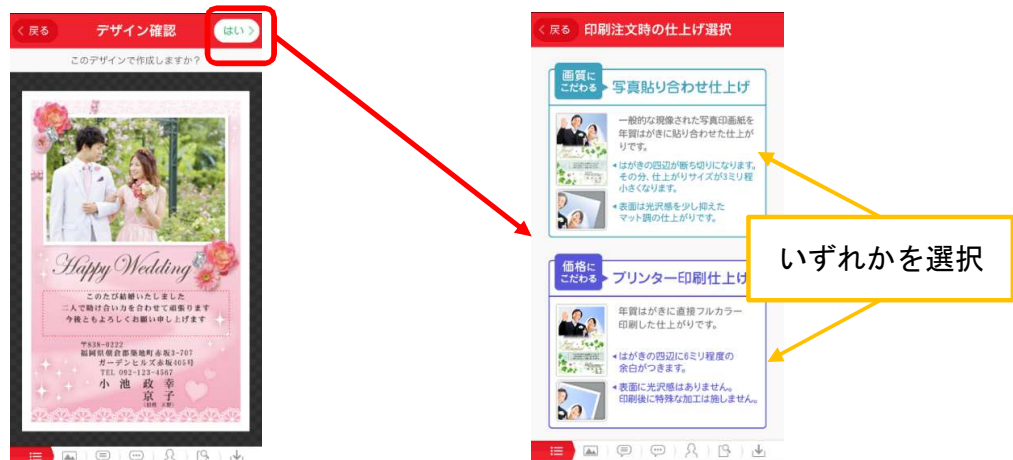 戻る
デザイン確認
はい
このデザインで作成しますか？
Happy Wedding
このたび結婚いたしました
二人で助け合い力を合わせて頑張ります
今後ともよろしくお願い申し上げます
〒838-0222
福岡県朝倉郡築地町赤坂3-707
ガーデンヒルズ赤坂405号
TEL 092-123-4567
小池 政幸
京子
戻る
印刷注文時の仕上げ選択
画質に
こだわる
写真貼り合わせ仕上げ
一般的な現像された写真印画紙を
年賀はがきに貼り合わせた仕上が
りです。
はがきの四辺が断ち切りになります。
その分、仕上がりサイズが3ミリ程
小さくなります。
表面は光沢感を少し抑えた
マット調の仕上がりです。
いずれかを選択
価格に
こだわる
プリンター印刷仕上げ
年賀はがきに直接フルカラー
印刷した仕上がりです。
はがきの四辺に6ミリ程度の
余白がつきます。
表面に光沢感はありません。
印刷後に特殊な加工は施しません。